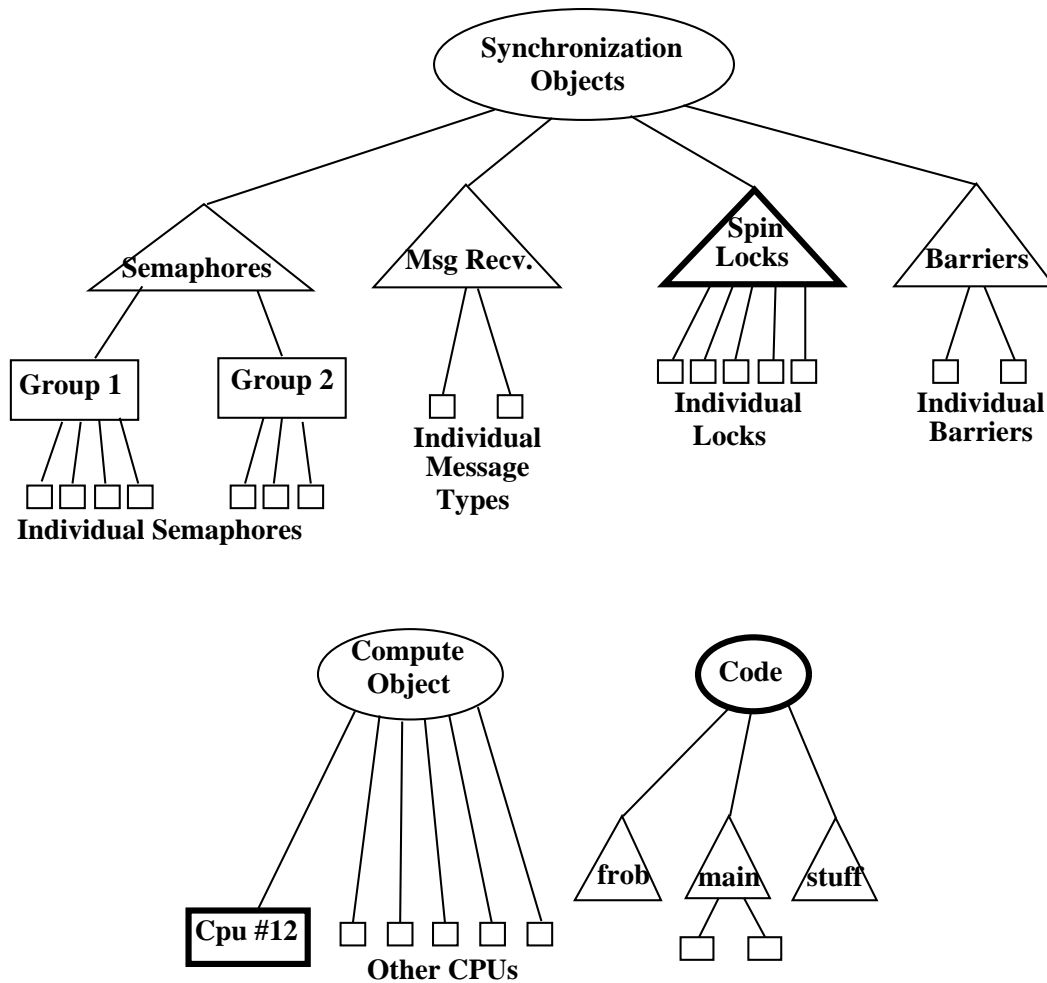 Synchronization
Objects
Semaphores
Msg Recv.
Spin
Locks
Barriers
Group 1
Group 2
Individual Semaphores
Individual
Message
Types
Individual
Locks
Individual
Barriers
Compute
Object
Code
Cpu #12
Other CPUs
frob
main
stuff